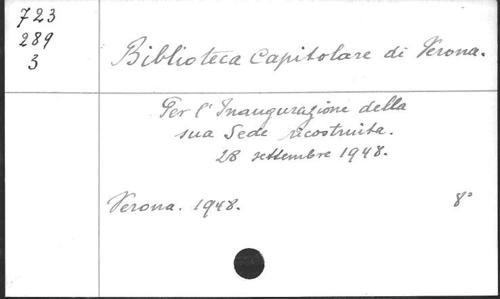 723
289
3
Biblioteca Capitolare di Verona.
Per l'Inaugurazione della
sua Sede ricostruita.
28 settembre 1948.
Verona. 1948.
8°